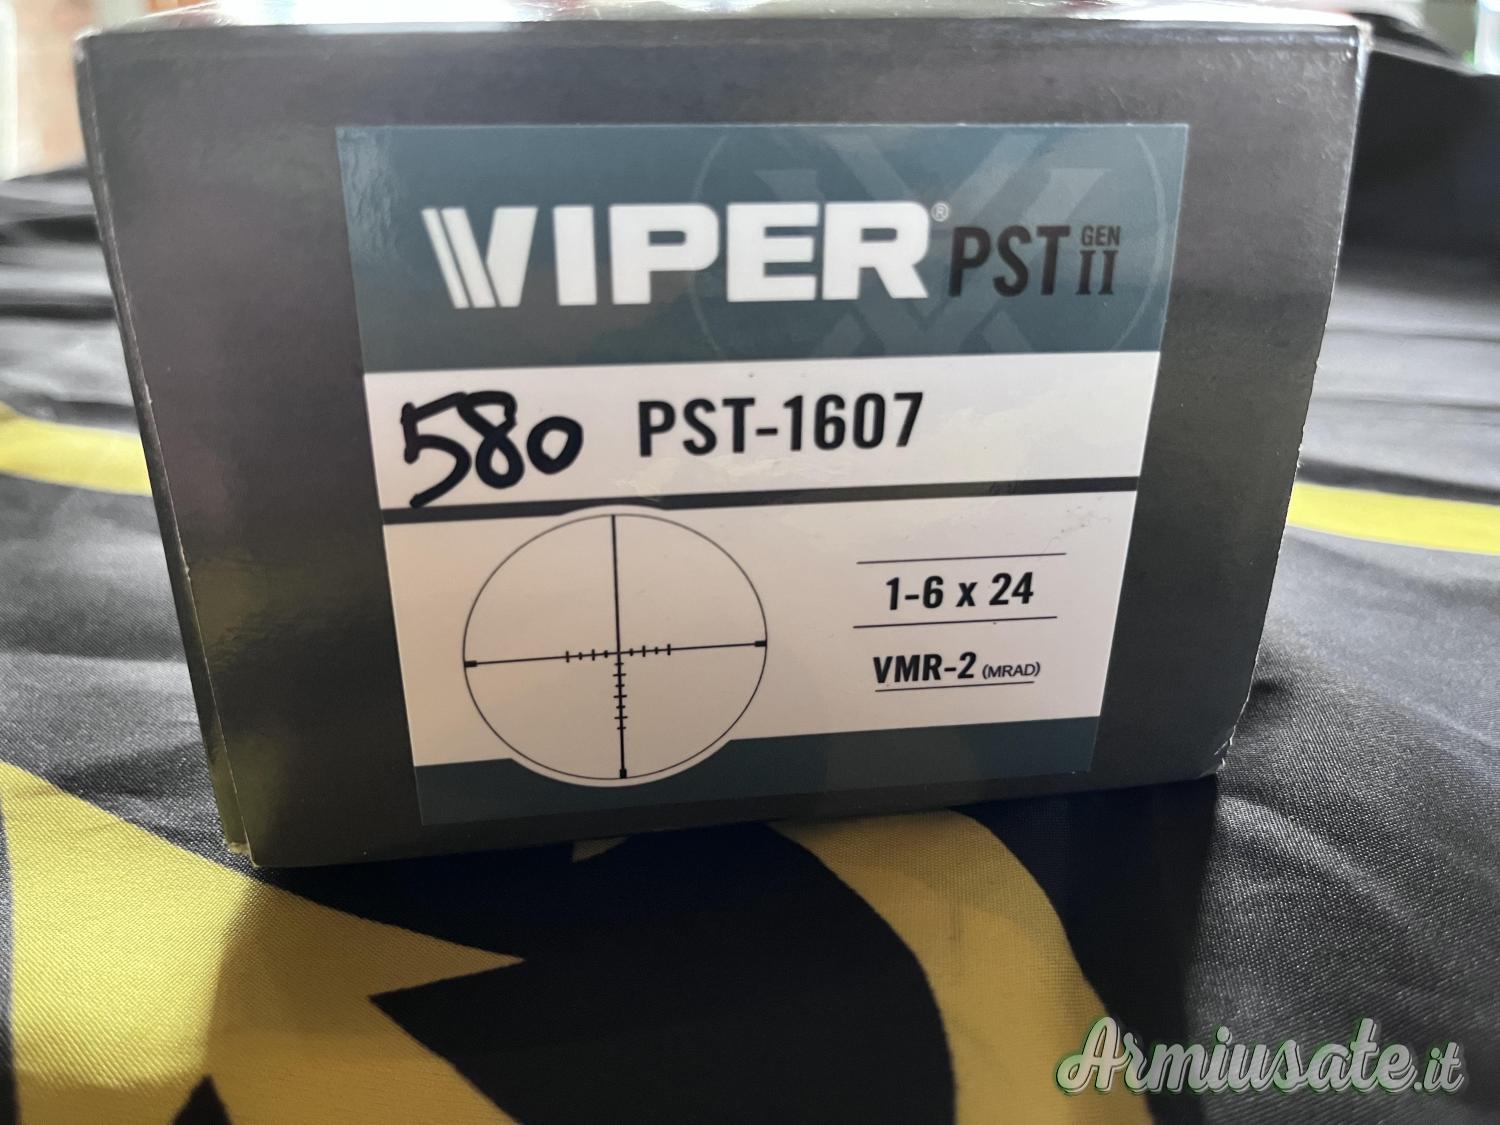 VIPER® PST GEN II
580 PST-1607
1-6 x 24
VMR-2 (MRAD)
Armiusate.it